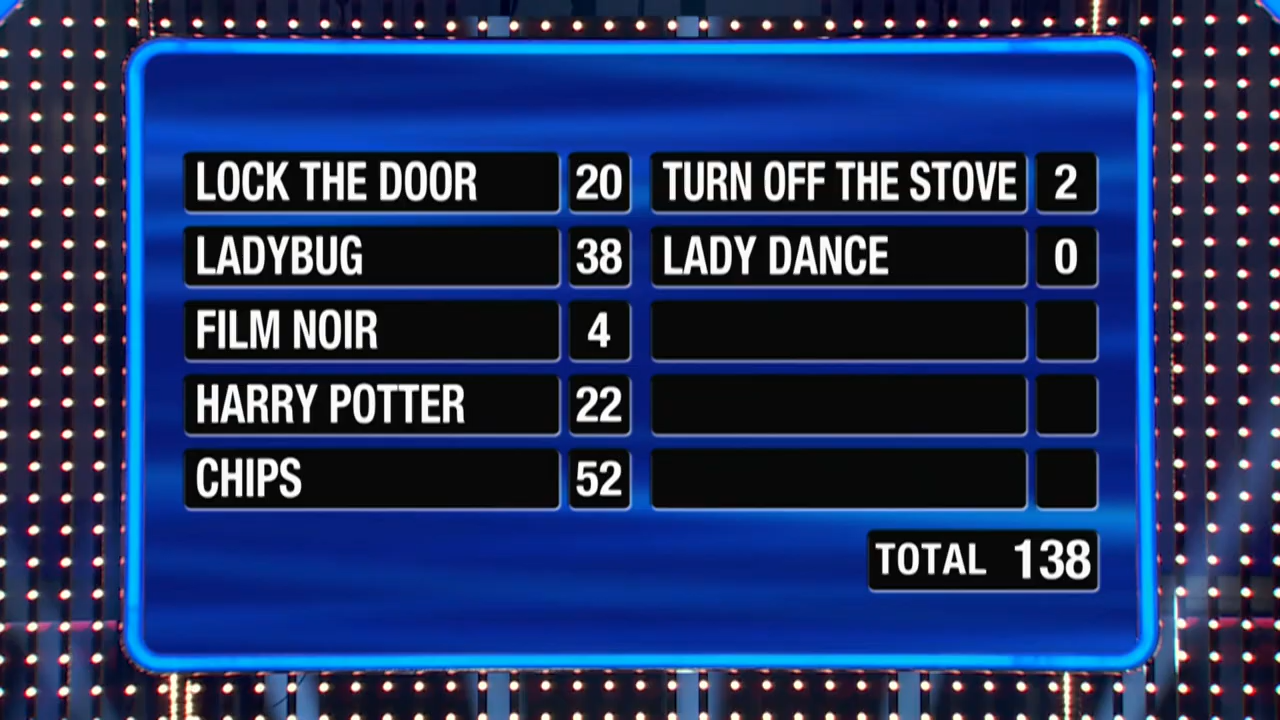 LOCK THE DOOR 20
LADYBUG 38
FILM NOIR 4
HARRY POTTER 22
CHIPS 52
TURN OFF THE STOVE 2
LADY DANCE 0
TOTAL 138